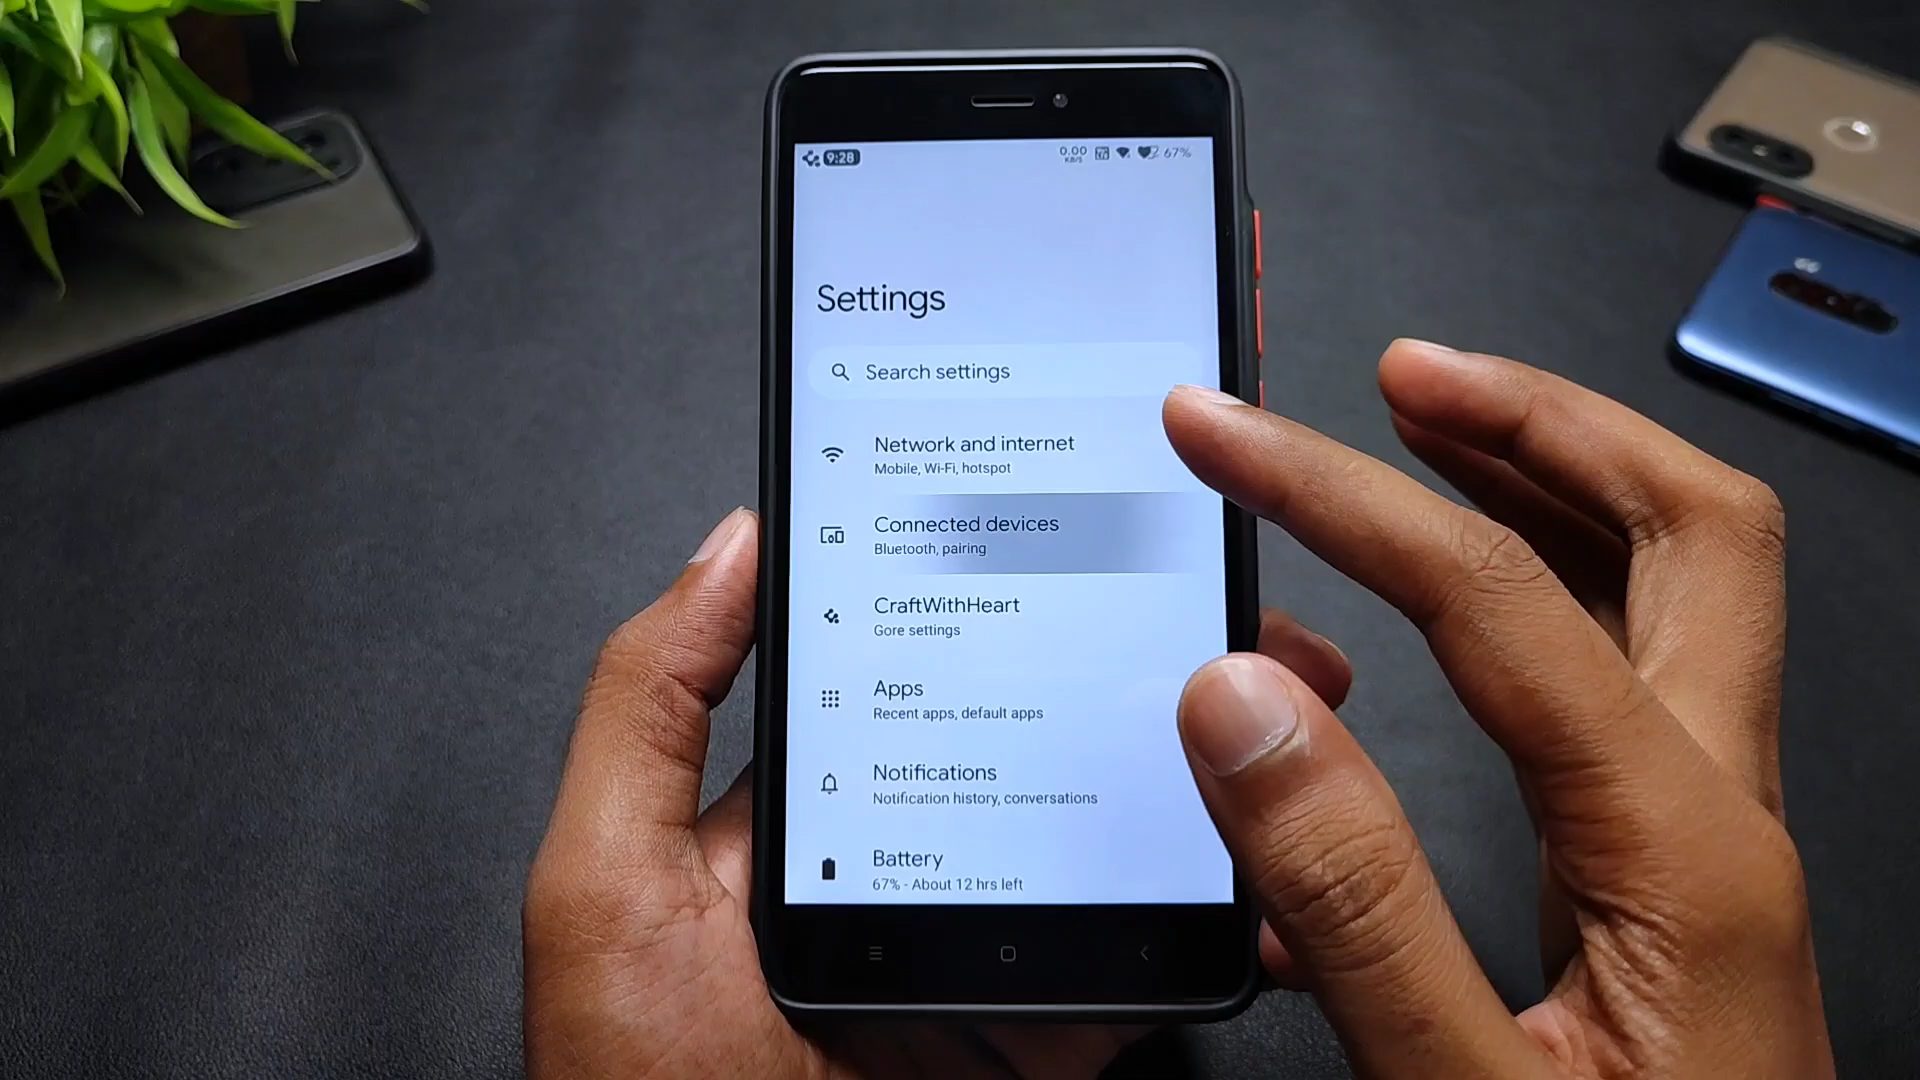 9:28
0.00
KB/S
67%
Settings
Search settings
Network and internet
Mobile, Wi-Fi, hotspot
Connected devices
Bluetooth, pairing
CraftWithHeart
Gore settings
Apps
Recent apps, default apps
Notifications
Notification history, conversations
Battery
67% - About 12 hrs left